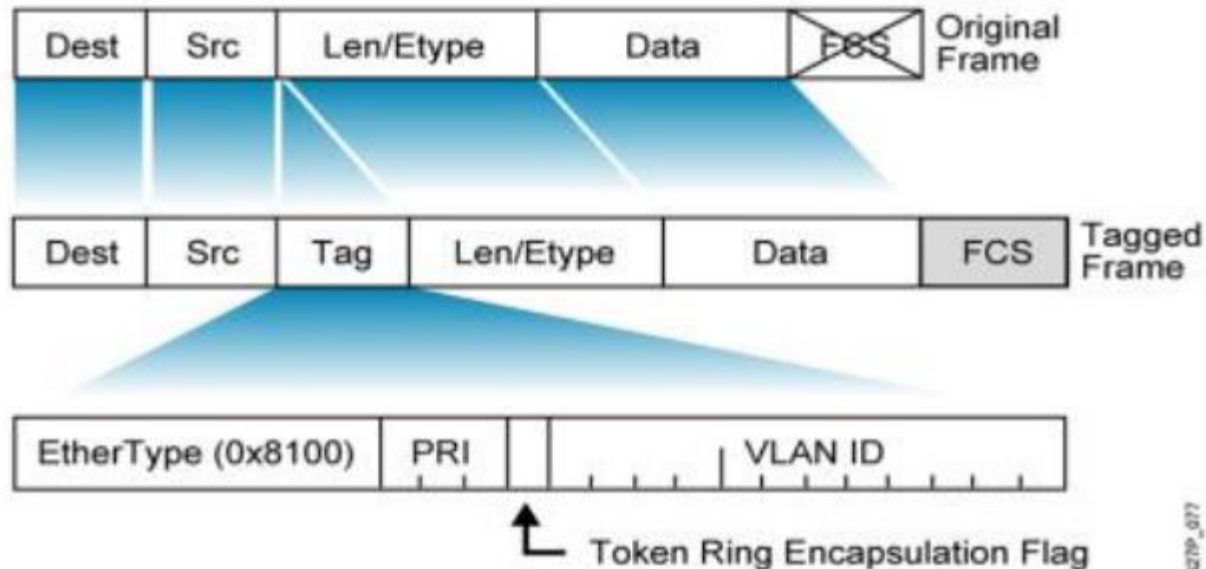 Dest Src Len/Etype Data FCS Original Frame
Dest Src Tag Len/Etype Data FCS Tagged Frame
EtherType (0x8100) PRI VLAN ID
Token Ring Encapsulation Flag